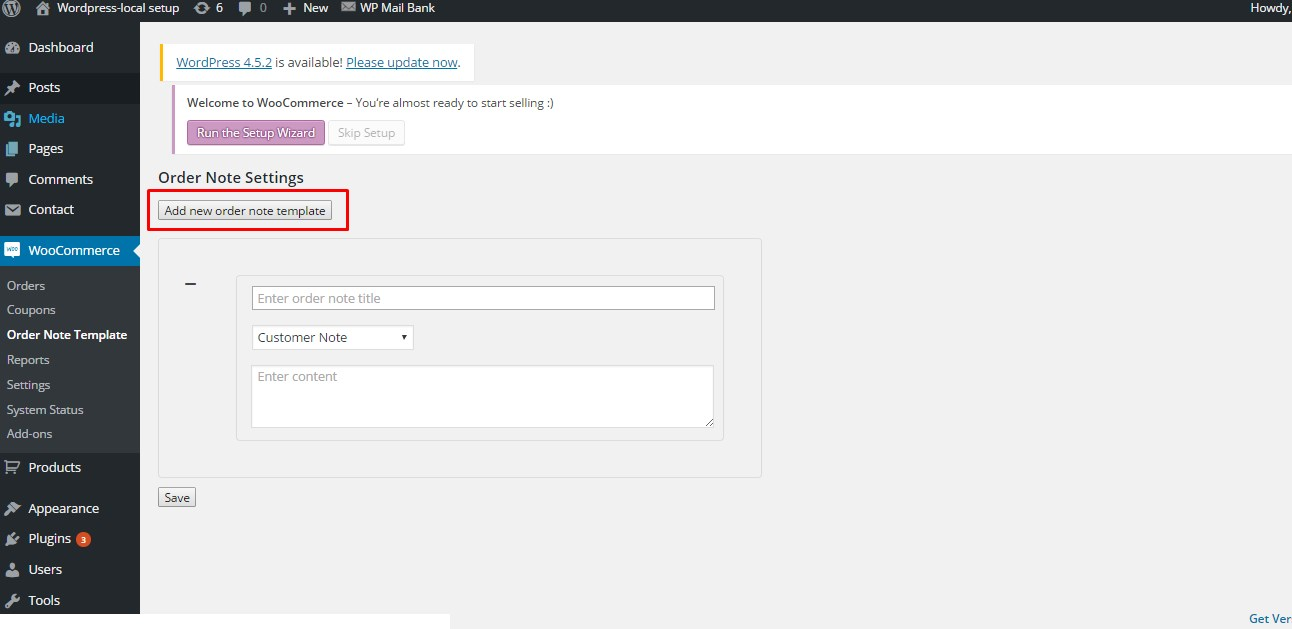 Wordpress-local setup 6 0 New WP Mail Bank Howdy,
Dashboard
Posts
Media
Pages
Comments
Contact
WooCommerce
Orders
Coupons
Order Note Template
Reports
Settings
System Status
Add-ons
Products
Appearance
Plugins 3
Users
Tools
WordPress 4.5.2 is available! Please update now.
Welcome to WooCommerce – You're almost ready to start selling :)
Run the Setup Wizard Skip Setup
Order Note Settings
Add new order note template
Enter order note title
Customer Note
Enter content
Save
Get Ver